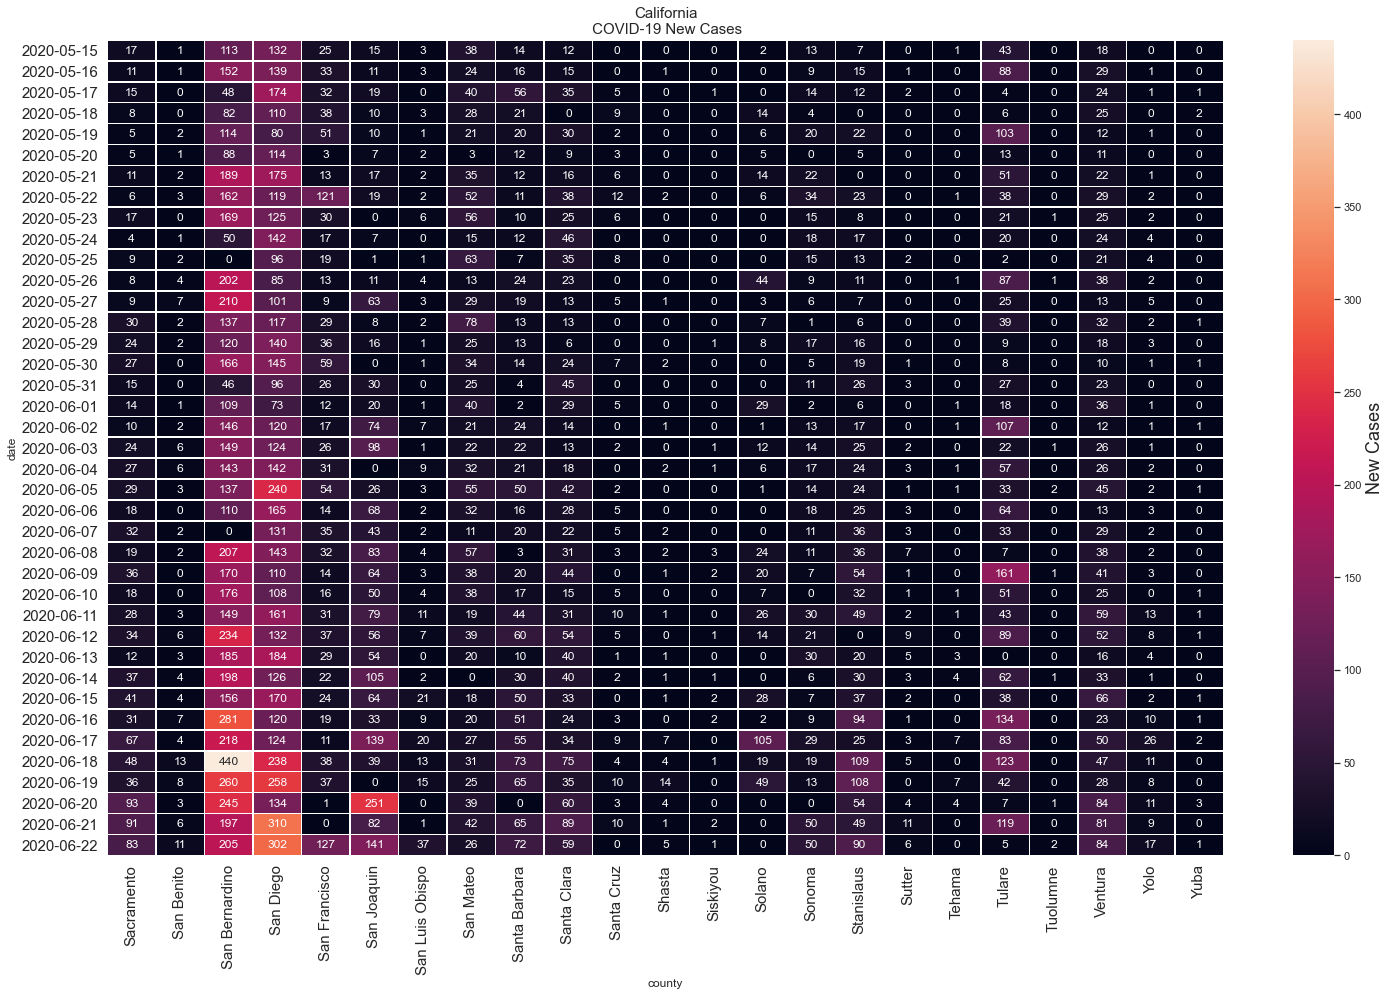 California
COVID-19 New Cases
2020-05-15 17 1 113 132 25 15 3 38 14 12 0 0 0 2 13 7 0 1 43 0 18 0 0
2020-05-16 11 1 152 139 33 11 3 24 16 15 0 1 0 0 9 15 1 0 88 0 29 1 0
2020-05-17 15 0 48 174 32 19 0 40 56 35 5 0 1 0 14 12 2 0 4 0 24 1 1
2020-05-18 8 0 82 110 38 10 3 28 21 0 9 0 0 14 4 0 0 0 6 0 25 0 2
2020-05-19 5 2 114 80 51 10 1 21 20 30 2 0 0 6 20 22 0 0 103 0 12 1 0
2020-05-20 5 1 88 114 3 7 2 3 12 9 3 0 0 5 0 5 0 0 13 0 11 0 0
2020-05-21 11 2 189 175 13 17 2 35 12 16 6 0 0 14 22 0 0 0 51 0 22 1 0
2020-05-22 6 3 162 119 121 19 2 52 11 38 12 2 0 6 34 23 0 1 38 0 29 2 0
2020-05-23 17 0 169 125 30 0 6 56 10 25 6 0 0 0 15 8 0 0 21 1 25 2 0
2020-05-24 4 1 50 142 17 7 0 15 12 46 0 0 0 0 18 17 0 0 20 0 24 4 0
2020-05-25 9 2 0 96 19 1 1 63 7 35 8 0 0 0 15 13 2 0 2 0 21 4 0
2020-05-26 8 4 202 85 13 11 4 13 24 23 0 0 0 44 9 11 0 1 87 1 38 2 0
2020-05-27 9 7 210 101 9 63 3 29 19 13 5 1 0 3 6 7 0 0 25 0 13 5 0
2020-05-28 30 2 137 117 29 8 2 78 13 13 0 0 0 7 1 6 0 0 39 0 32 2 1
2020-05-29 24 2 120 140 36 16 1 25 13 6 0 0 1 8 17 16 0 0 9 0 18 3 0
2020-05-30 27 0 166 145 59 0 1 34 14 24 7 2 0 0 5 19 1 0 8 0 10 1 1
2020-05-31 15 0 46 96 26 30 0 25 4 45 0 0 0 0 11 26 3 0 27 0 23 0 0
2020-06-01 14 1 109 73 12 20 1 40 2 29 5 0 0 29 2 6 0 1 18 0 36 1 0
2020-06-02 10 2 146 120 17 74 7 21 24 14 0 1 0 1 13 17 0 1 107 0 12 1 1
2020-06-03 24 6 149 124 26 98 1 22 22 13 2 0 1 12 14 25 2 0 22 1 26 1 0
2020-06-04 27 6 143 142 31 0 9 32 21 18 0 2 1 6 17 24 3 1 57 0 26 2 0
2020-06-05 29 3 137 240 54 26 3 55 50 42 2 0 0 1 14 24 1 1 33 2 45 2 1
2020-06-06 18 0 110 165 14 68 2 32 16 28 5 0 0 0 18 25 3 0 64 0 13 3 0
2020-06-07 32 2 0 131 35 43 2 11 20 22 5 2 0 0 11 36 3 0 33 0 29 2 0
2020-06-08 19 2 207 143 32 83 4 57 3 31 3 2 3 24 11 36 7 0 7 0 38 2 0
2020-06-09 36 0 170 110 14 64 3 38 20 44 0 1 2 20 7 54 1 0 161 1 41 3 0
2020-06-10 18 0 176 108 16 50 4 38 17 15 5 0 0 7 0 32 1 1 51 0 25 0 1
2020-06-11 28 3 149 161 31 79 11 19 44 31 10 1 0 26 30 49 2 1 43 0 59 13 1
2020-06-12 34 6 234 132 37 56 7 39 60 54 5 0 1 14 21 0 9 0 89 0 52 8 1
2020-06-13 12 3 185 184 29 54 0 20 10 40 1 1 0 0 30 20 5 3 0 0 16 4 0
2020-06-14 37 4 198 126 22 105 2 0 30 40 2 1 1 0 6 30 3 4 62 1 33 1 0
2020-06-15 41 4 156 170 24 64 21 18 50 33 0 1 2 28 7 37 2 0 38 0 66 2 1
2020-06-16 31 7 281 120 19 33 9 20 51 24 3 0 2 2 9 94 1 0 134 0 23 10 1
2020-06-17 67 4 218 124 11 139 20 27 55 34 9 7 0 105 29 25 3 7 83 0 50 26 2
2020-06-18 48 13 440 238 38 39 13 31 73 75 4 4 1 19 19 109 5 0 123 0 47 11 0
2020-06-19 36 8 260 258 37 0 15 25 65 35 10 14 0 49 13 108 0 7 42 0 28 8 0
2020-06-20 93 3 245 134 1 251 0 39 0 60 3 4 0 0 0 54 4 4 7 1 84 11 3
2020-06-21 91 6 197 310 0 82 1 42 65 89 10 1 2 0 50 49 11 0 119 0 81 9 0
2020-06-22 83 11 205 302 127 141 37 26 72 59 0 5 1 0 50 90 6 0 5 2 84 17 1
date
Sacramento
San Benito
San Bernardino
San Diego
San Francisco
San Joaquin
San Luis Obispo
San Mateo
Santa Barbara
Santa Clara
Santa Cruz
Shasta
Siskiyou
Solano
Sonoma
Stanislaus
Sutter
Tehama
Tulare
Tuolumne
Ventura
Yolo
Yuba
county
400
350
300
250
200
150
100
50
0
New Cases